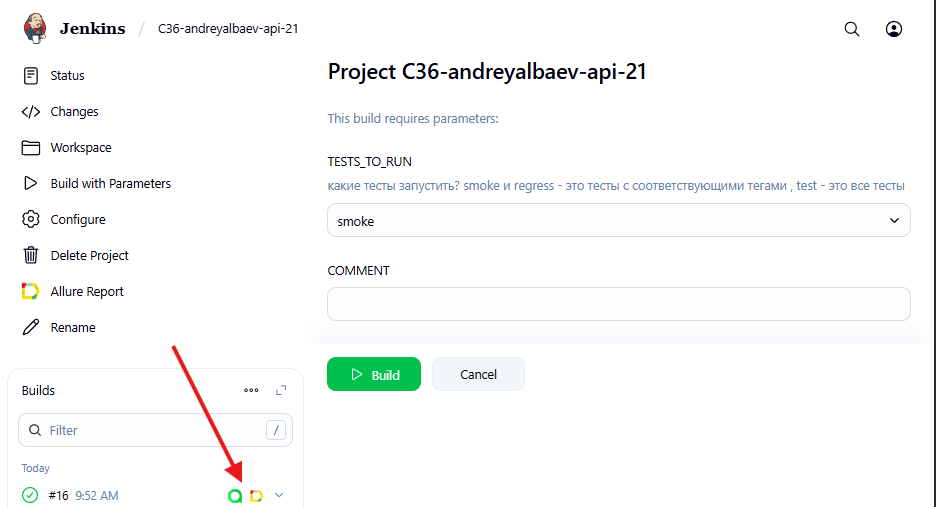 Jenkins / C36-andreyalbaev-api-21
Status
Changes
Workspace
Build with Parameters
Configure
Delete Project
Allure Report
Rename
Builds
Filter /
Today
#16 9:52 AM
Project C36-andreyalbaev-api-21
This build requires parameters:
TESTS_TO_RUN
какие тесты запустить? smoke и regress - это тесты с соответствующими тегами , test - это все тесты
smoke
COMMENT
Build Cancel